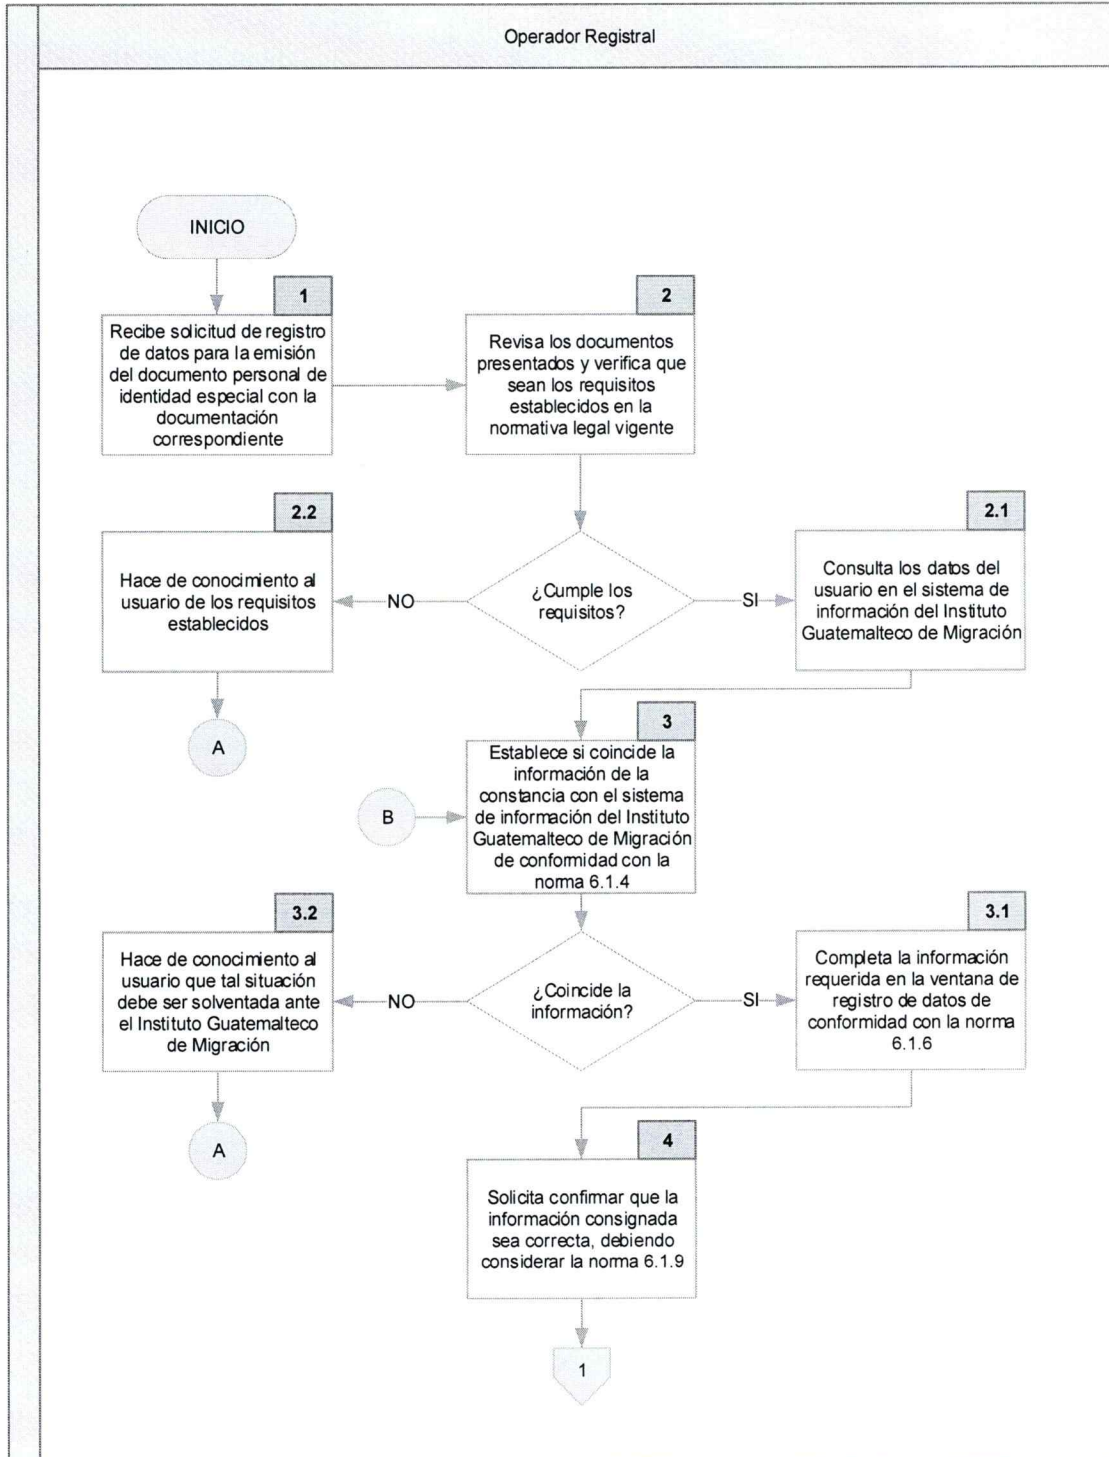 Operador Registral
INICIO
1
Recibe solicitud de registro
de datos para la emisión
del documento personal de
identidad especial con la
documentación
correspondiente
2
Revisa los documentos
presentados y verifica que
sean los requisitos
establecidos en la
normativa legal vigente
2.2
Hace de conocimiento al
usuario de los requisitos
establecidos
NO
¿Cumple los
requisitos?
SI
2.1
Consulta los datos del
usuario en el sistema de
información del Instituto
Guatemalteco de Migración
A
3
Establece si coincide la
información de la
constancia con el sistema
de información del Instituto
Guatemalteco de Migración
de conformidad con la
norma 6.1.4
B
3.2
Hace de conocimiento al
usuario que tal situación
debe ser solventada ante
el Instituto Guatemalteco
de Migración
NO
¿Coincide la
información?
SI
3.1
Completa la información
requerida en la ventana de
registro de datos de
conformidad con la norma
6.1.6
A
4
Solicita confirmar que la
información consignada
sea correcta, debiendo
considerar la norma 6.1.9
1